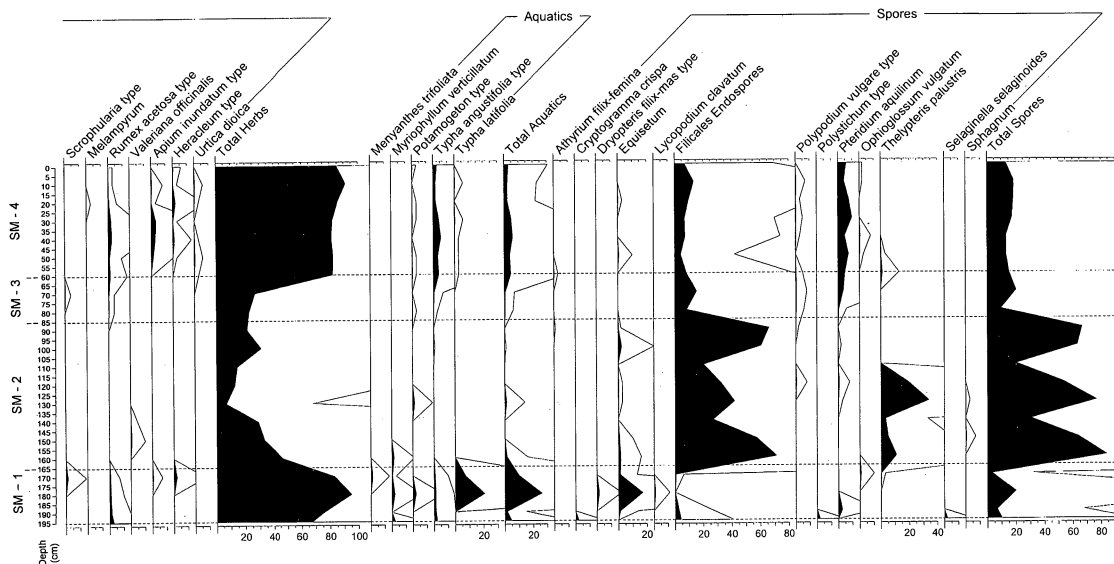 Aquatics
Spores
Scrophularia type
Melampyrum
Rumex acetosa type
Valeriana officinalis
Apium inundatum type
Heracleum type
Urtica dioica
Total Herbs
Menyanthes trifoliata
Myriophyllum verticillatum
Potamogeton type
Typha angustifolia type
Typha latifolia
Total Aquatics
Athyrium filix-femina
Cryptogramma crispa
Dryopteris filix-mas type
Equisetum
Lycopodium clavatum
Filicales Endospores
Polypodium vulgare type
Polystichum type
Pteridium aquilinum
Ophioglossum vulgatum
Thelyptetis palustris
Selaginella selaginoides
Sphagnum
Total Spores
SM - 4
SM - 3
SM - 2
SM - 1
0
5
10
15
20
25
30
35
40
45
50
55
60
65
70
75
80
85
90
95
100
105
110
115
120
125
130
135
140
145
150
155
160
165
170
175
180
185
190
195
Depth
(cm)
20 40 60 80 100
20
20
20
20 40 60 80
20 40
20 40 60 80